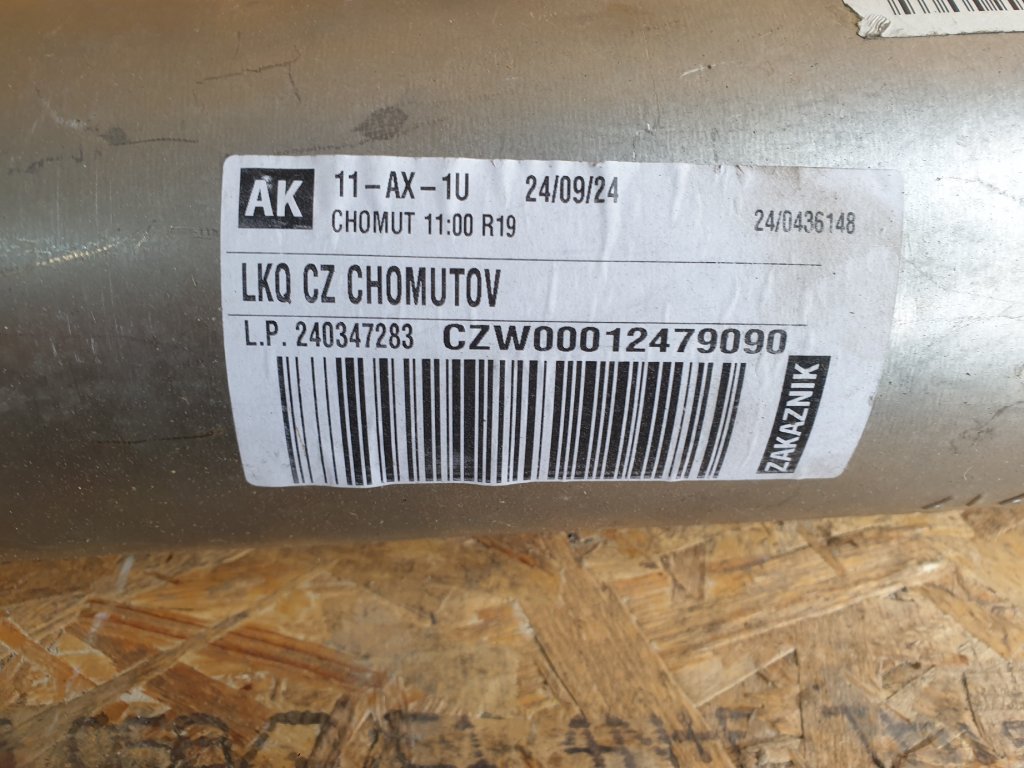 AK 11-AX-1U 24/09/24
CHOMUT 11:00 R19 24/0436148
LKQ CZ CHOMUTOV
L.P. 240347283 CZW00012479090
ZAKAZNIK